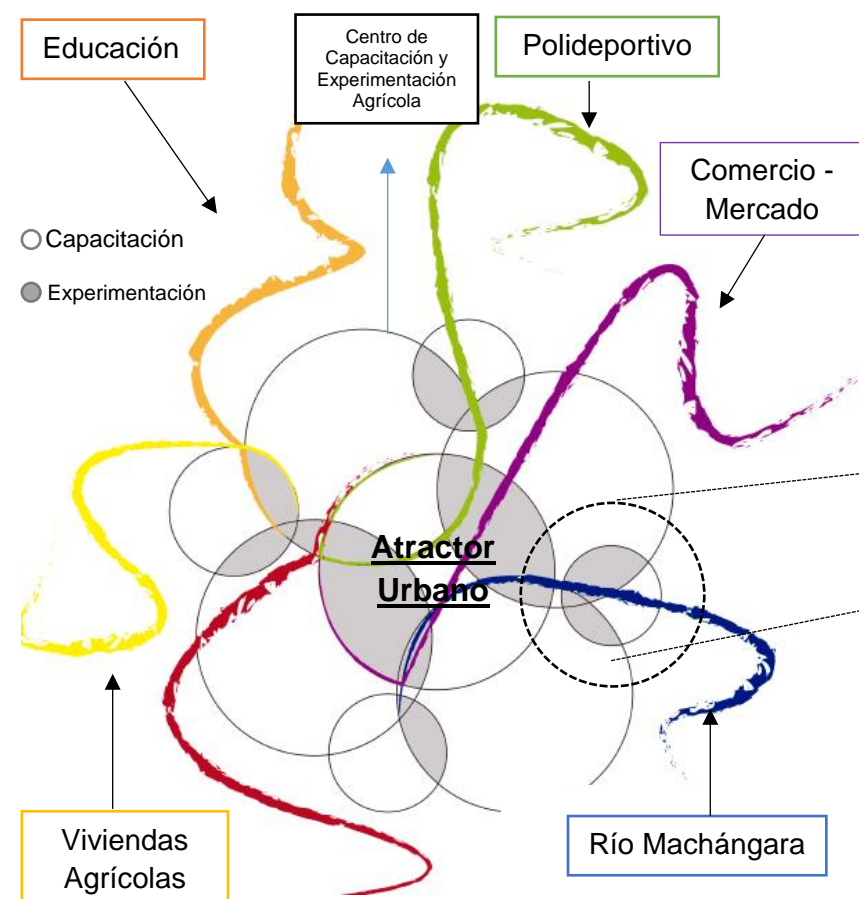 Educación
Centro de
Capacitación y
Experimentación
Agrícola
Polideportivo
Comercio -
Mercado
Capacitación
Experimentación
Atractor
Urbano
Viviendas
Agrícolas
Río Machángara